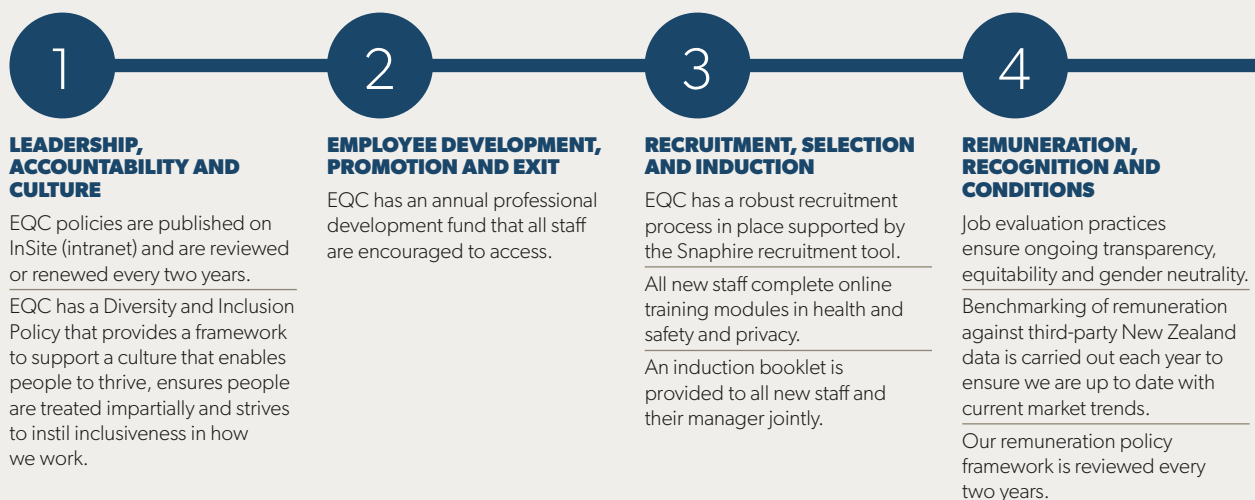 1
LEADERSHIP,
ACCOUNTABILITY AND
CULTURE
EQC policies are published on
InSite (intranet) and are reviewed
or renewed every two years.
EQC has a Diversity and Inclusion
Policy that provides a framework
to support a culture that enables
people to thrive, ensures people
are treated impartially and strives
to instil inclusiveness in how
we work.
2
EMPLOYEE DEVELOPMENT,
PROMOTION AND EXIT
EQC has an annual professional
development fund that all staff
are encouraged to access.
3
RECRUITMENT, SELECTION
AND INDUCTION
EQC has a robust recruitment
process in place supported by
the Snaphire recruitment tool.
All new staff complete online
training modules in health and
safety and privacy.
An induction booklet is
provided to all new staff and
their manager jointly.
4
REMUNERATION,
RECOGNITION AND
CONDITIONS
Job evaluation practices
ensure ongoing transparency,
equitability and gender neutrality.
Benchmarking of remuneration
against third-party New Zealand
data is carried out each year to
ensure we are up to date with
current market trends.
Our remuneration policy
framework is reviewed every
two years.